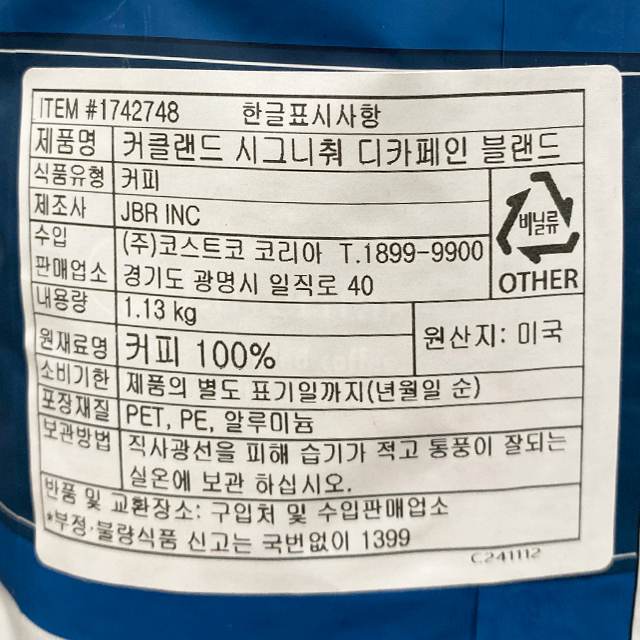 ITEM #1742748 한글표시사항
제품명 커클랜드 시그니춰 디카페인 블랜드
식품유형 커피
제조사 JBR INC
수입 판매업소 (주)코스트코 코리아 T.1899-9900
경기도 광명시 일직로 40
비닐류
OTHER
내용량 1.13 kg
원산지: 미국
원재료명 커피 100%
소비기한 제품의 별도 표기일까지(년월일 순)
포장재질 PET, PE, 알루미늄
보관방법 직사광선을 피해 습기가 적고 통풍이 잘되는
실온에 보관 하십시오.
반품 및 교환장소: 구입처 및 수입판매업소
*부정·불량식품 신고는 국번없이 1399
C.241112